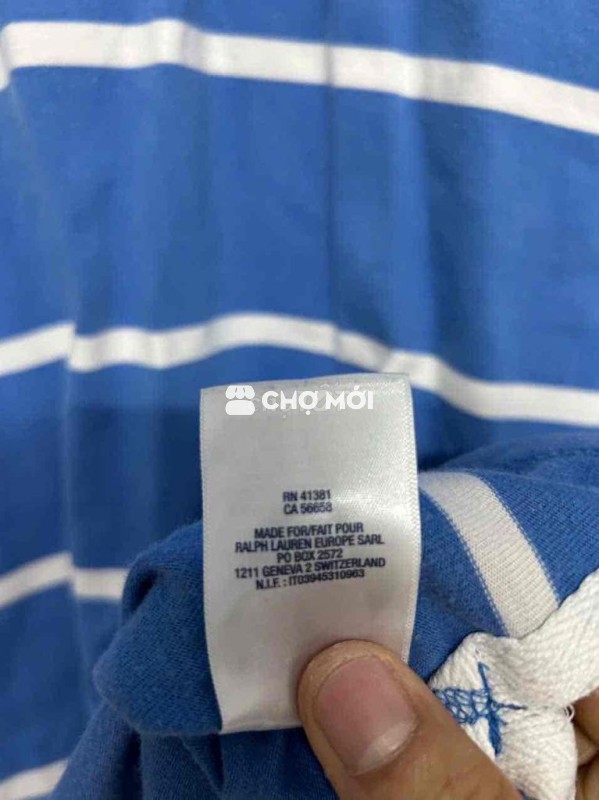 CHỢ MỚI
RN 41381
CA 56658
MADE FOR/FAIT POUR
RALPH LAUREN EUROPE SARL
PO BOX 2572
1211 GENEVA 2 SWITZERLAND
N.I.F. : IT03945310963